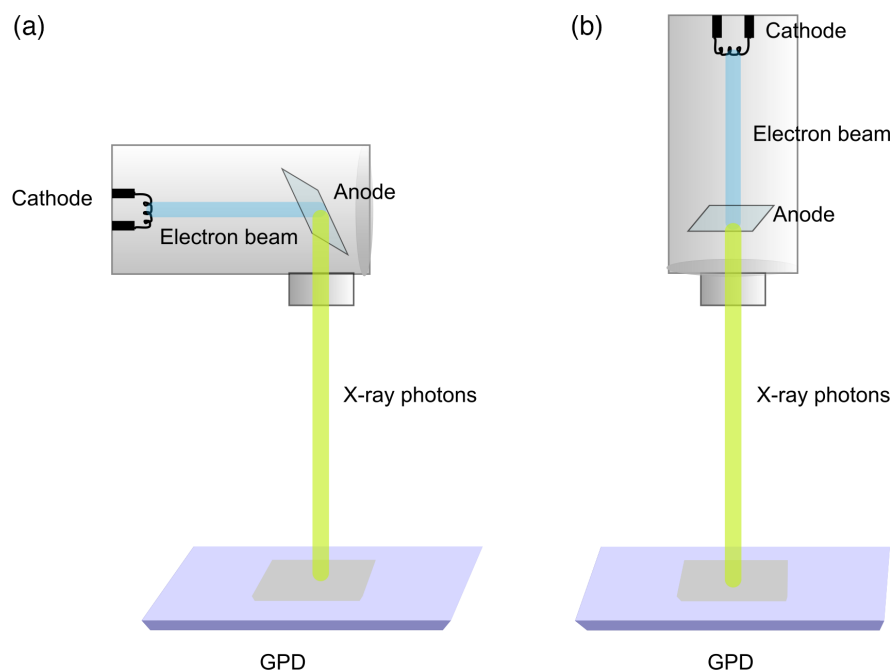 (a)
Cathode
Anode
Electron beam
X-ray photons
GPD
(b)
Cathode
Electron beam
Anode
X-ray photons
GPD